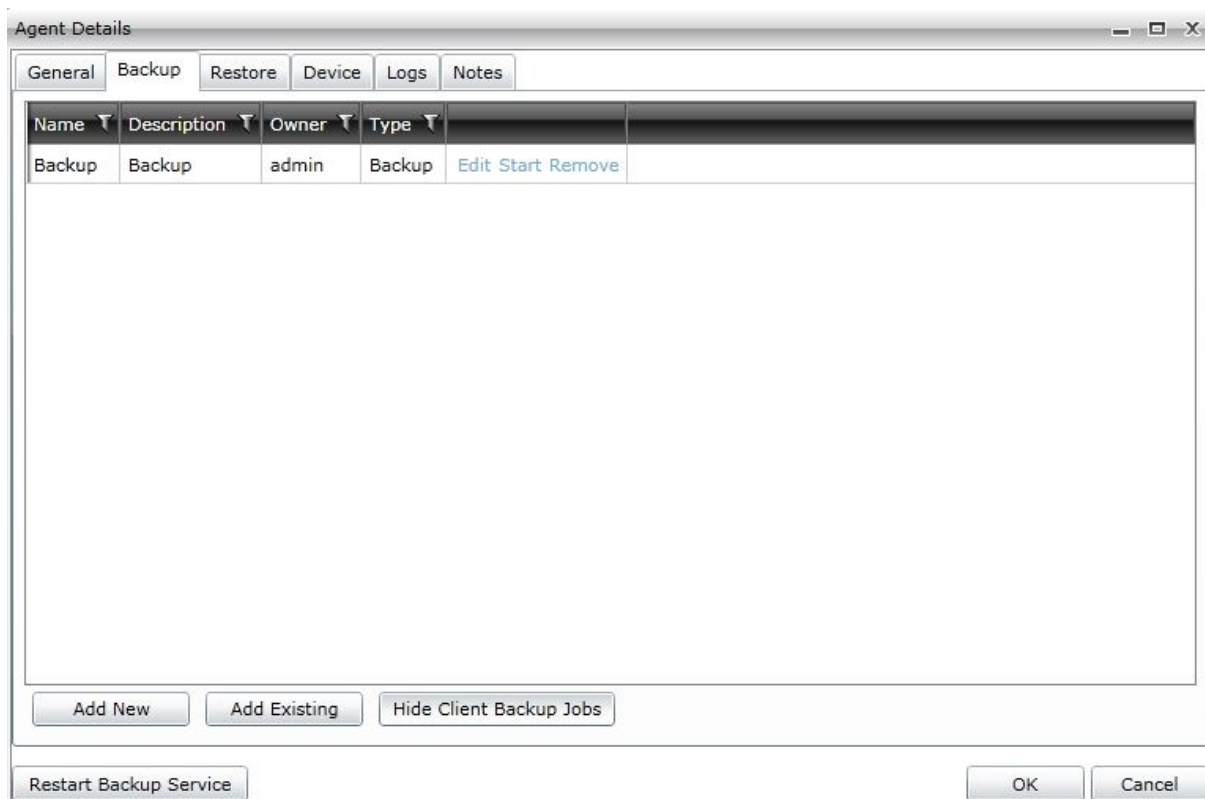 Agent Details
General Backup Restore Device Logs Notes
Name Description Owner Type
Backup Backup admin Backup Edit Start Remove
Add New Add Existing Hide Client Backup Jobs
Restart Backup Service OK Cancel